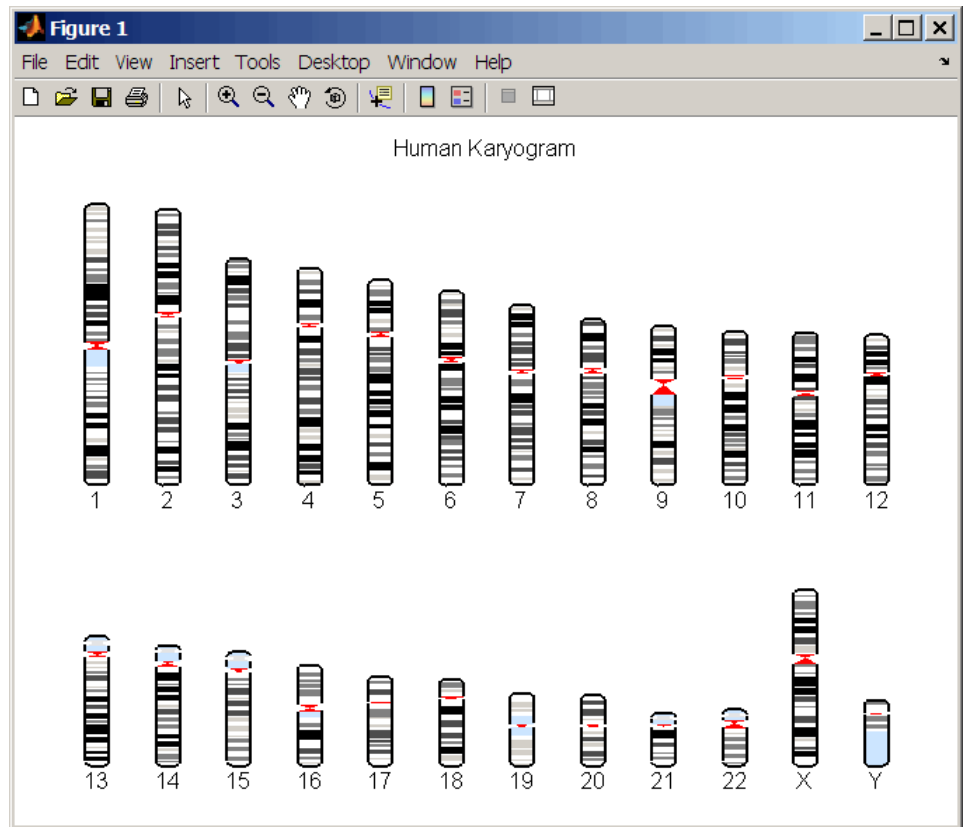 Figure 1
File Edit View Insert Tools Desktop Window Help
Human Karyogram
1 2 3 4 5 6 7 8 9 10 11 12
13 14 15 16 17 18 19 20 21 22 X Y